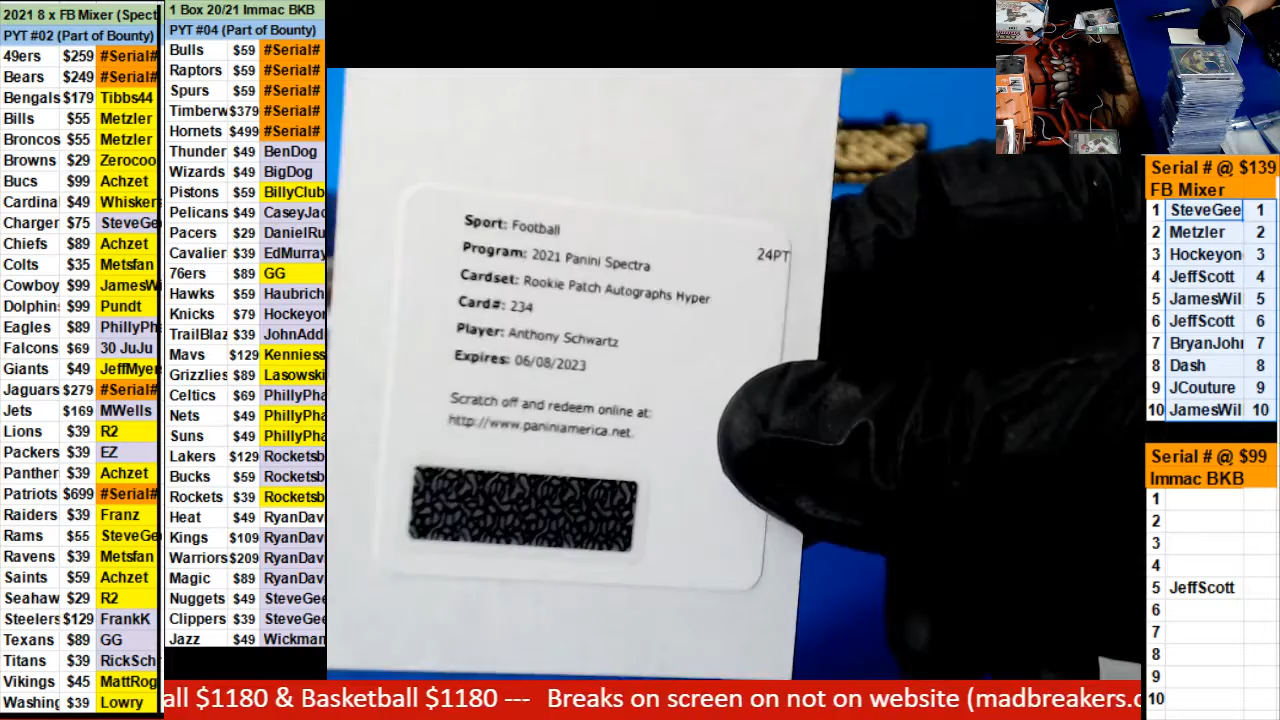 2021 8 x FB Mixer (Spect
PYT #02 (Part of Bounty)
49ers $259 #Serial#
Bears $249 #Serial#
Bengals $179 Tibbs44
Bills $55 Metzler
Broncos $55 Metzler
Browns $29 Zerocoo
Bucs $99 Achzet
Cardina $49 Whisker
Charger $75 SteveGe
Chiefs $89 Achzet
Colts $35 Metsfan
Cowboy $99 JamesWi
Dolphin $99 Pundt
Eagles $89 PhillyPh
Falcons $69 30 JuJu
Giants $49 JeffMyer
Jaguars $279 #Serial#
Jets $169 MWells
Lions $39 R2
Packers $39 EZ
Panther $39 Achzet
Patriots $699 #Serial#
Raiders $39 Franz
Rams $55 SteveGe
Ravens $39 Metsfan
Saints $59 Achzet
Seahaw $29 R2
Steelers $129 FrankK
Texans $89 GG
Titans $39 RickSch
Vikings $45 MattRog
Washing $39 Lowry
1 Box 20/21 Immac BKB
PYT #04 (Part of Bounty)
Bulls $59 #Serial#
Raptors $59 #Serial#
Spurs $59 #Serial#
Timberw $379 #Serial#
Hornets $499 #Serial#
Thunder $49 BenDog
Wizards $49 BigDog
Pistons $59 BillyClub
Pelicans $49 CaseyJac
Pacers $29 DanielRu
Cavalier $39 EdMurray
76ers $89 GG
Hawks $59 Haubrich
Knicks $79 Hockeyor
TrailBlaz $39 JohnAddi
Mavs $129 Kenniess
Grizzlies $89 Lasowski
Celtics $69 PhillyPha
Nets $49 PhillyPha
Suns $49 PhillyPha
Lakers $129 Rocketsb
Bucks $59 Rocketsb
Rockets $39 Rocketsb
Heat $49 RyanDav
Kings $109 RyanDav
Warriors $209 RyanDav
Magic $89 RyanDav
Nuggets $49 SteveGee
Clippers $39 SteveGee
Jazz $49 Wickman
Sport: Football
24PT
Program: 2021 Panini Spectra
Cardset: Rookie Patch Autographs Hyper
Card#: 234
Player: Anthony Schwartz
Expires: 06/08/2023
Scratch off and redeem online at:
http://www.paniniamerica.net.
Serial # @ $139
FB Mixer
1 SteveGee 1
2 Metzler 2
3 Hockeyon 3
4 JeffScott 4
5 JamesWil 5
6 JeffScott 6
7 BryanJohn 7
8 Dash 8
9 JCouture 9
10 JamesWil 10
Serial # @ $99
Immac BKB
1
2
3
4
5 JeffScott
6
7
8
9
10
all $1180 & Basketball $1180 --- Breaks on screen on not on website (madbreakers.c